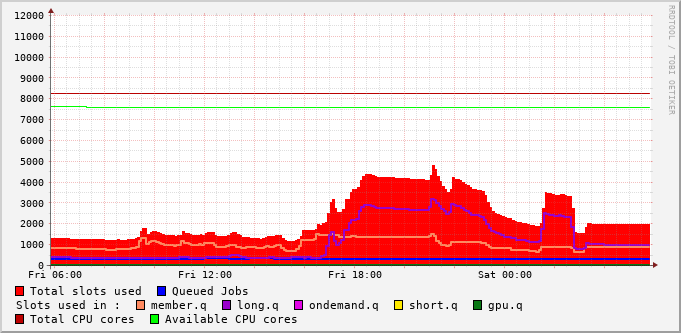 RRDTOOL / TOBI OETIKER
12000
11000
10000
9000
8000
7000
6000
5000
4000
3000
2000
1000
0
Fri 06:00 Fri 12:00 Fri 18:00 Sat 00:00
Total slots used Queued Jobs
Slots used in : member.q long.q ondemand.q short.q gpu.q
Total CPU cores Available CPU cores